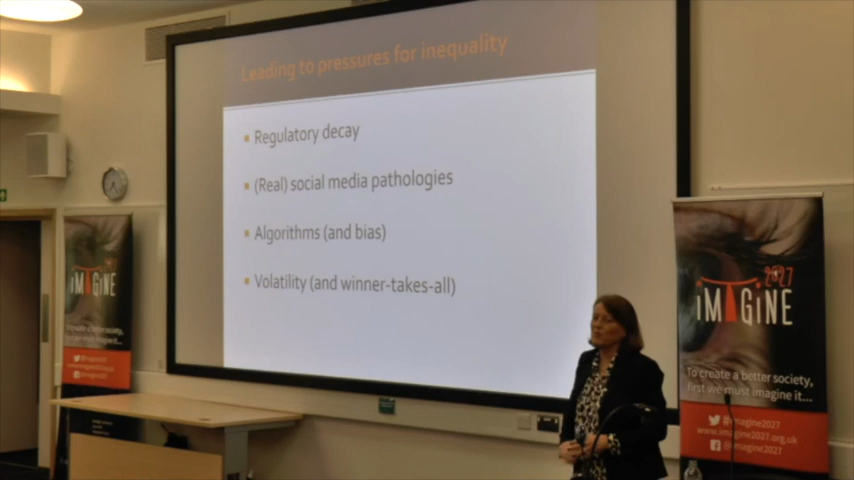 Leading to pressures for inequality
Regulatory decay
(Real) social media pathologies
Algorithms (and bias)
Volatility (and winner-takes-all)
iMAGiNE
2027
iMAGiNE
To create a better society,
first we must imagine it...
@imagine2027
www.imagine2027.org.uk
@imagine2027